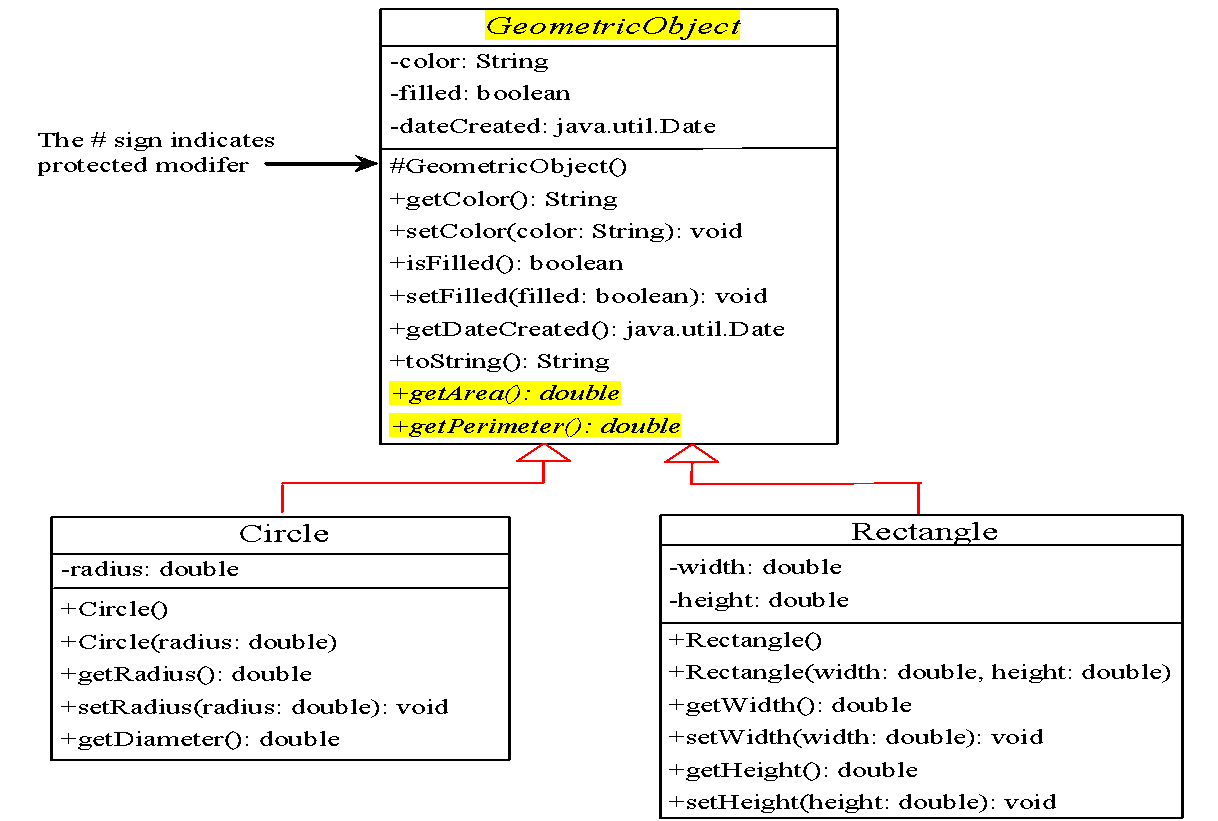 GeometricObject
-color: String
-filled: boolean
-dateCreated: java.util.Date
The # sign indicates
protected modifer
#GeometricObject()
+getColor(): String
+setColor(color: String): void
+isFilled(): boolean
+setFilled(filled: boolean): void
+getDateCreated(): java.util.Date
+toString(): String
+getArea(): double
+getPerimeter(): double
Circle
-radius: double
+Circle()
+Circle(radius: double)
+getRadius(): double
+setRadius(radius: double): void
+getDiameter(): double
Rectangle
-width: double
-height: double
+Rectangle()
+Rectangle(width: double, height: double)
+getWidth(): double
+setWidth(width: double): void
+getHeight(): double
+setHeight(height: double): void